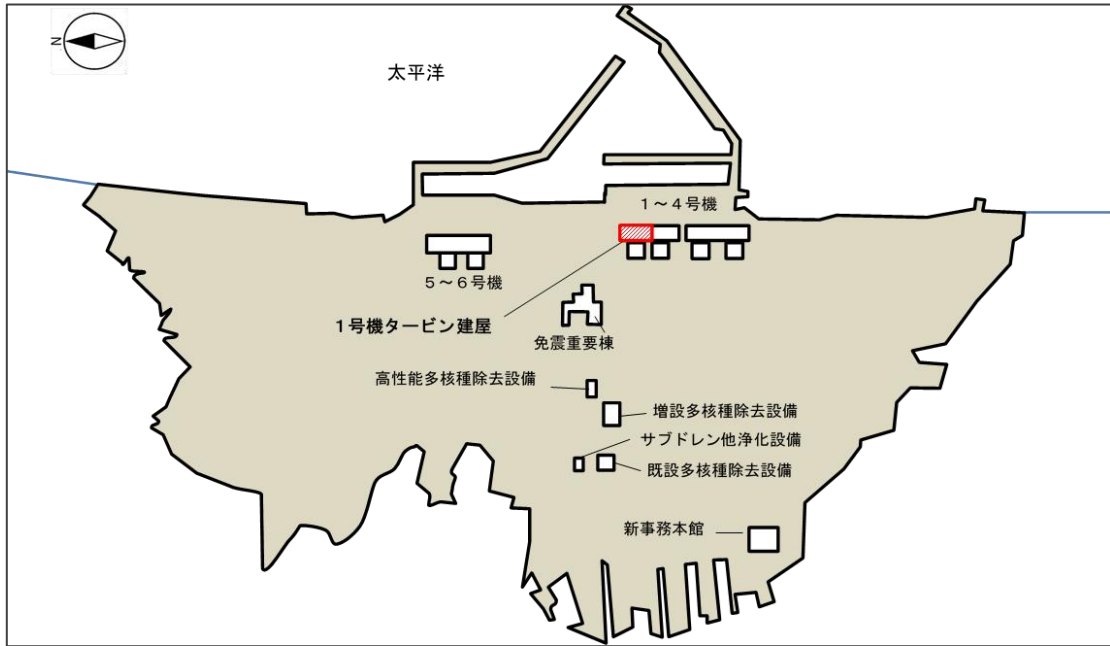 N
太平洋
1～4号機
5～6号機
1号機タービン建屋
免震重要棟
高性能多核種除去設備
増設多核種除去設備
サブドレン他浄化設備
既設多核種除去設備
新事務本館